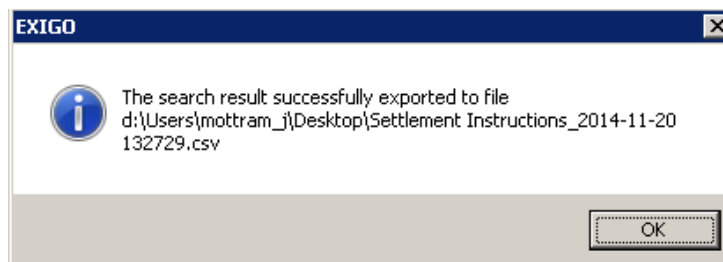 EXIGO
The search result successfully exported to file
d:\Users\mottram_j\Desktop\Settlement Instructions_2014-11-20
132729.csv
OK